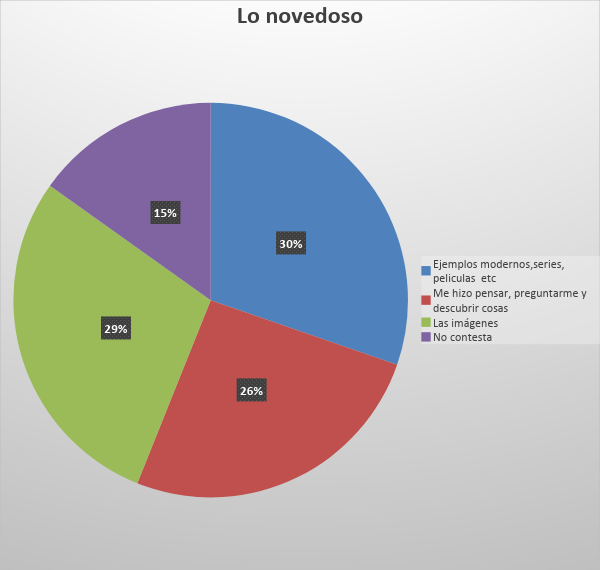 Lo novedoso
15%
30%
29%
26%
Ejemplos modernos,series,
peliculas  etc
Me hizo pensar, preguntarme y
descubrir cosas
Las imágenes
No contesta